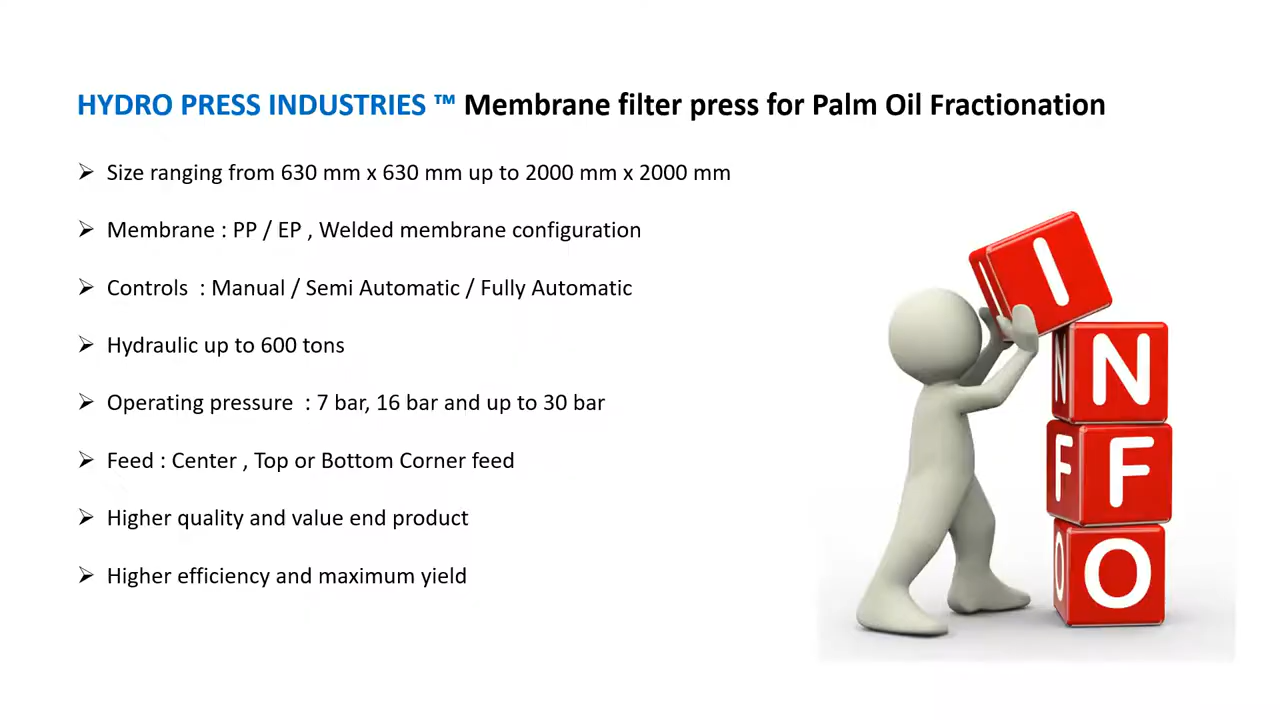 HYDRO PRESS INDUSTRIES ™ Membrane filter press for Palm Oil Fractionation
Size ranging from 630 mm x 630 mm up to 2000 mm x 2000 mm
Membrane : PP / EP , Welded membrane configuration
Controls : Manual / Semi Automatic / Fully Automatic
Hydraulic up to 600 tons
Operating pressure : 7 bar, 16 bar and up to 30 bar
Feed : Center , Top or Bottom Corner feed
Higher quality and value end product
Higher efficiency and maximum yield
I I
N N
F F
O O